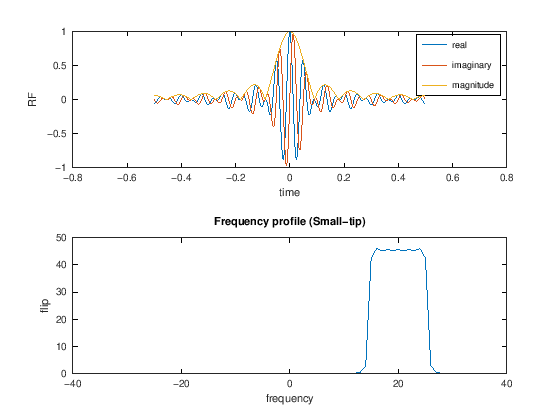 1
0.5
0
−0.5
−1
RF
real
imaginary
magnitude
−0.8 −0.6 −0.4 −0.2 0 0.2 0.4 0.6 0.8
time
Frequency profile (Small−tip)
50
40
30
20
10
0
flip
−40 −20 0 20 40
frequency